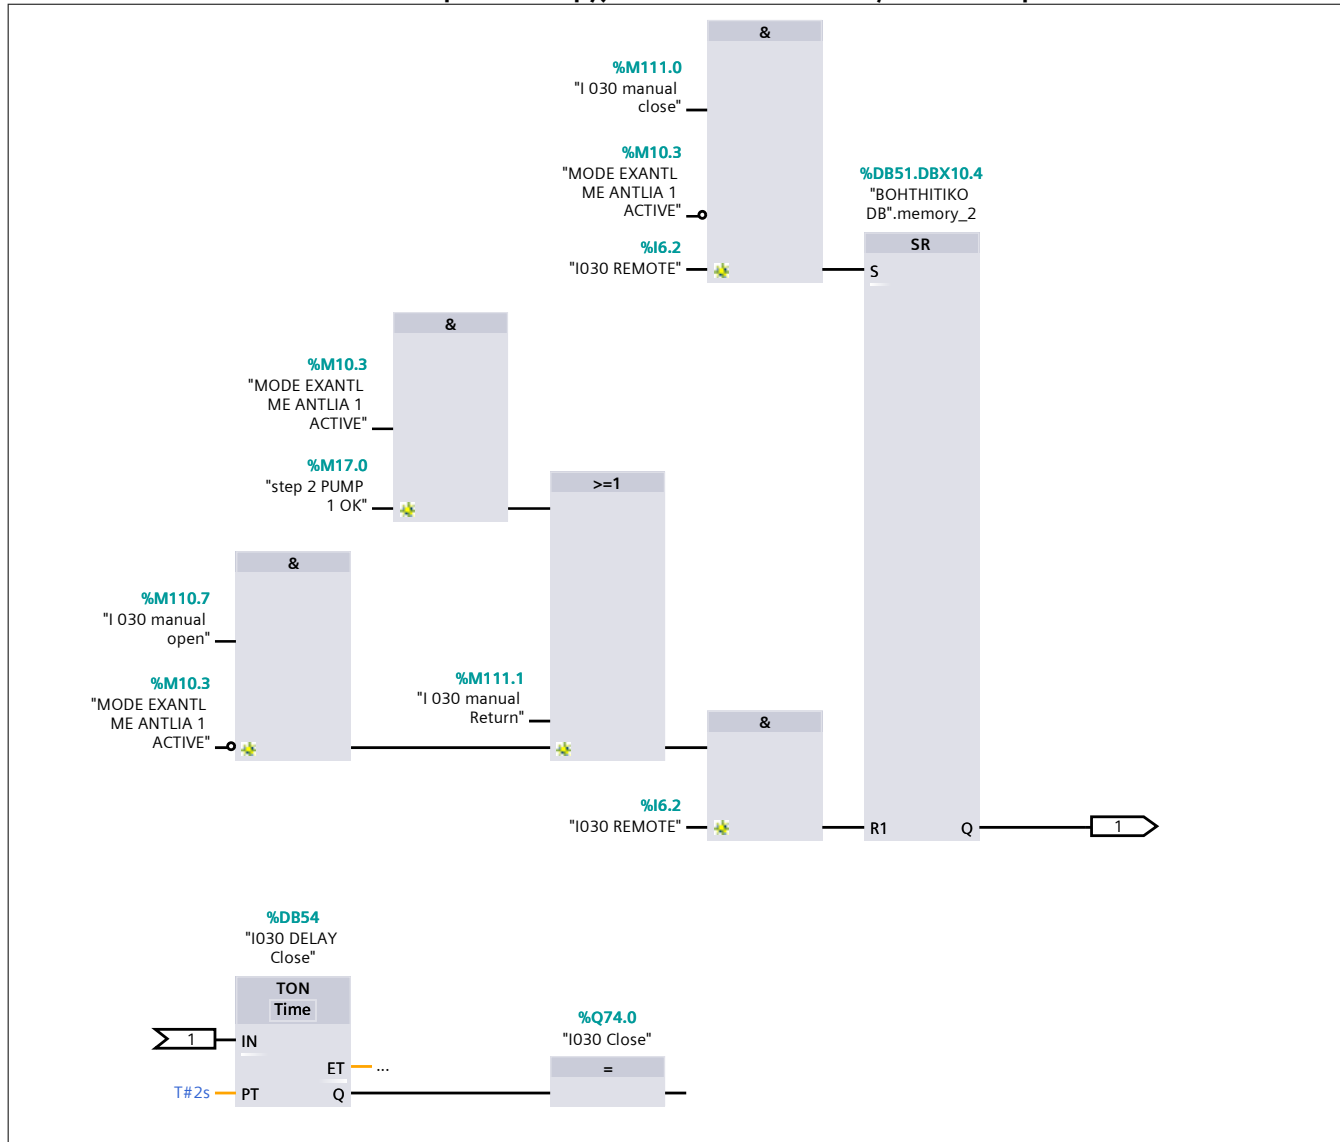 &
%M111.0
"I 030 manual
close"
%M10.3
"MODE EXANTL
ME ANTLIA 1
ACTIVE"
%I6.2
"I030 REMOTE"
%DB51.DBX10.4
"BOHTHITIKO
DB".memory_2
SR
S
&
%M10.3
"MODE EXANTL
ME ANTLIA 1
ACTIVE"
%M17.0
"step 2 PUMP
1 OK"
>=1
&
%M110.7
"I 030 manual
open"
%M10.3
"MODE EXANTL
ME ANTLIA 1
ACTIVE"
%M111.1
"I 030 manual
Return"
&
%I6.2
"I030 REMOTE"
R1 Q
1
%DB54
"I030 DELAY
Close"
TON
Time
1
IN
ET ...
T#2s
PT Q
%Q74.0
"I030 Close"
=